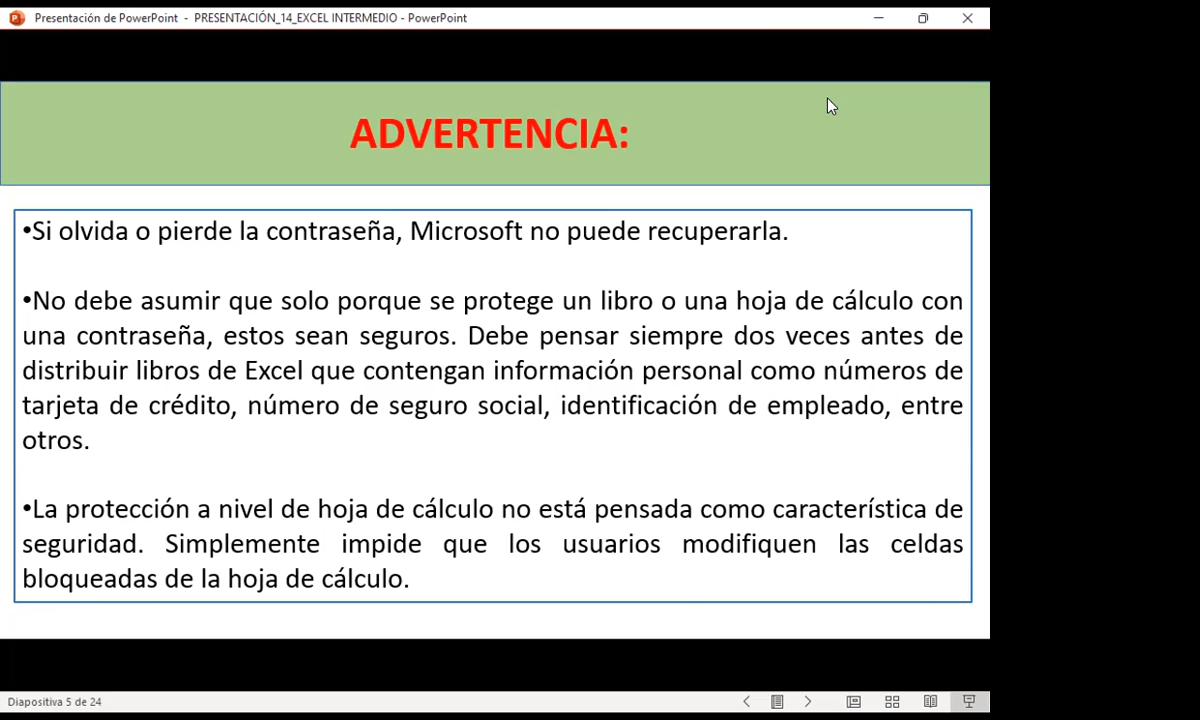 Presentación de PowerPoint - PRESENTACIÓN_14_EXCEL INTERMEDIO - PowerPoint
ADVERTENCIA:
•Si olvida o pierde la contraseña, Microsoft no puede recuperarla.
•No debe asumir que solo porque se protege un libro o una hoja de cálculo con
una contraseña, estos sean seguros. Debe pensar siempre dos veces antes de
distribuir libros de Excel que contengan información personal como números de
tarjeta de crédito, número de seguro social, identificación de empleado, entre
otros.
•La protección a nivel de hoja de cálculo no está pensada como característica de
seguridad. Simplemente impide que los usuarios modifiquen las celdas
bloqueadas de la hoja de cálculo.
Diapositiva 5 de 24